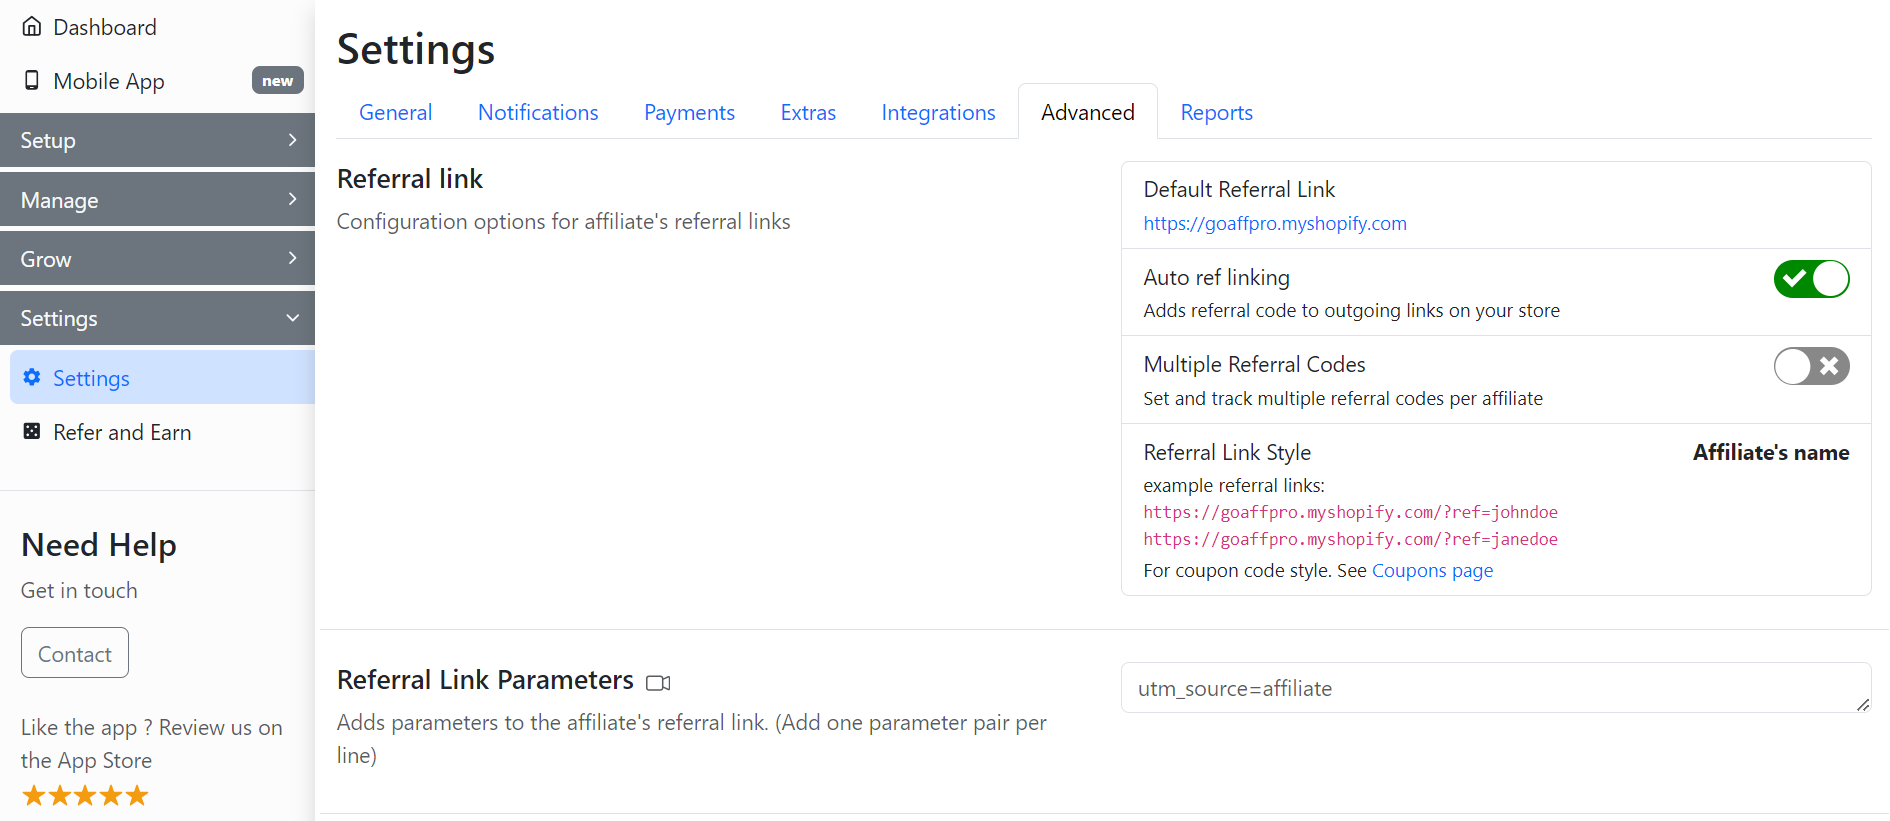 Dashboard
Mobile App new
Setup
Manage
Grow
Settings
Settings
Refer and Earn
Need Help
Get in touch
Contact
Like the app ? Review us on
the App Store
Settings
General Notifications Payments Extras Integrations Advanced Reports
Referral link
Configuration options for affiliate's referral links
Default Referral Link
https://goaffpro.myshopify.com
Auto ref linking
Adds referral code to outgoing links on your store
Multiple Referral Codes
Set and track multiple referral codes per affiliate
Referral Link Style Affiliate's name
example referral links:
https://goaffpro.myshopify.com/?ref=johndoe
https://goaffpro.myshopify.com/?ref=janedoe
For coupon code style. See Coupons page
Referral Link Parameters
Adds parameters to the affiliate's referral link. (Add one parameter pair per
line)
utm_source=affiliate